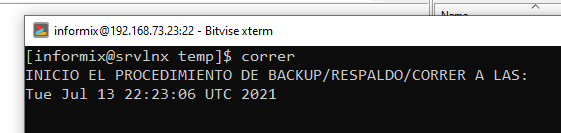 Name
informix@192.168.73.23:22 - Bitvise xterm
[informix@srvlnx temp]$ correr
INICIO EL PROCEDIMIENTO DE BACKUP/RESPALDO/CORRER A LAS:
Tue Jul 13 22:23:06 UTC 2021